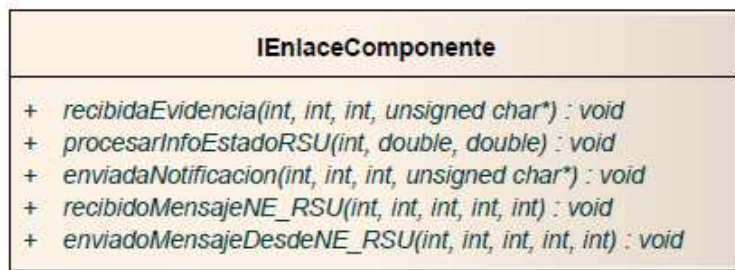 IEnlaceComponente
+ recibidaEvidencia(int, int, int, unsigned char*) : void
+ procesarInfoEstadoRSU(int, double, double) : void
+ enviadaNotificacion(int, int, int, unsigned char*) : void
+ recibidoMensajeNE_RSU(int, int, int, int, int) : void
+ enviadoMensajeDesdeNE_RSU(int, int, int, int, int) : void